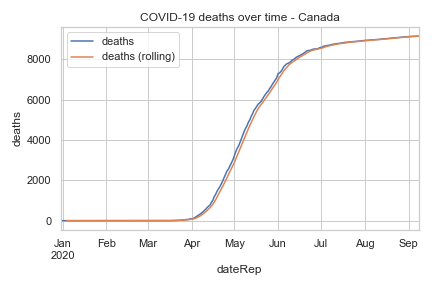 COVID-19 deaths over time - Canada
deaths
deaths (rolling)
deaths
8000
6000
4000
2000
0
Jan Feb Mar Apr May Jun Jul Aug Sep
2020
dateRep